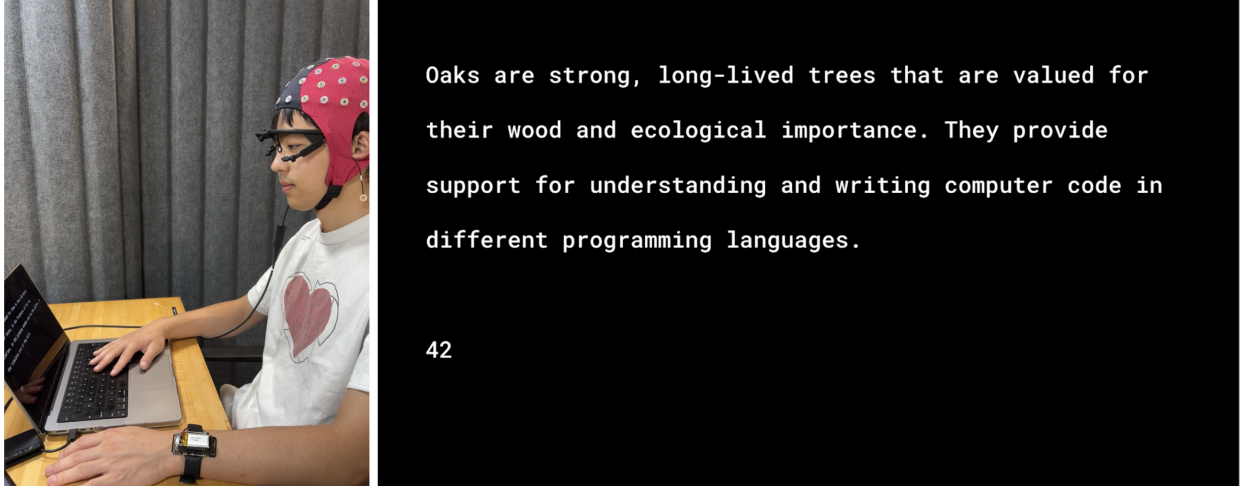 Oaks are strong, long-lived trees that are valued for
their wood and ecological importance. They provide
support for understanding and writing computer code in
different programming languages.
42